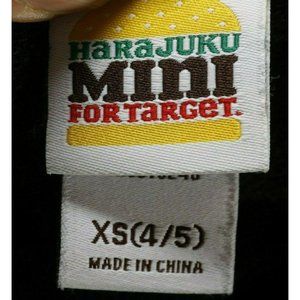 HARAJUKU
MINI
FOR TARGET.
XS(4/5)
MADE IN CHINA